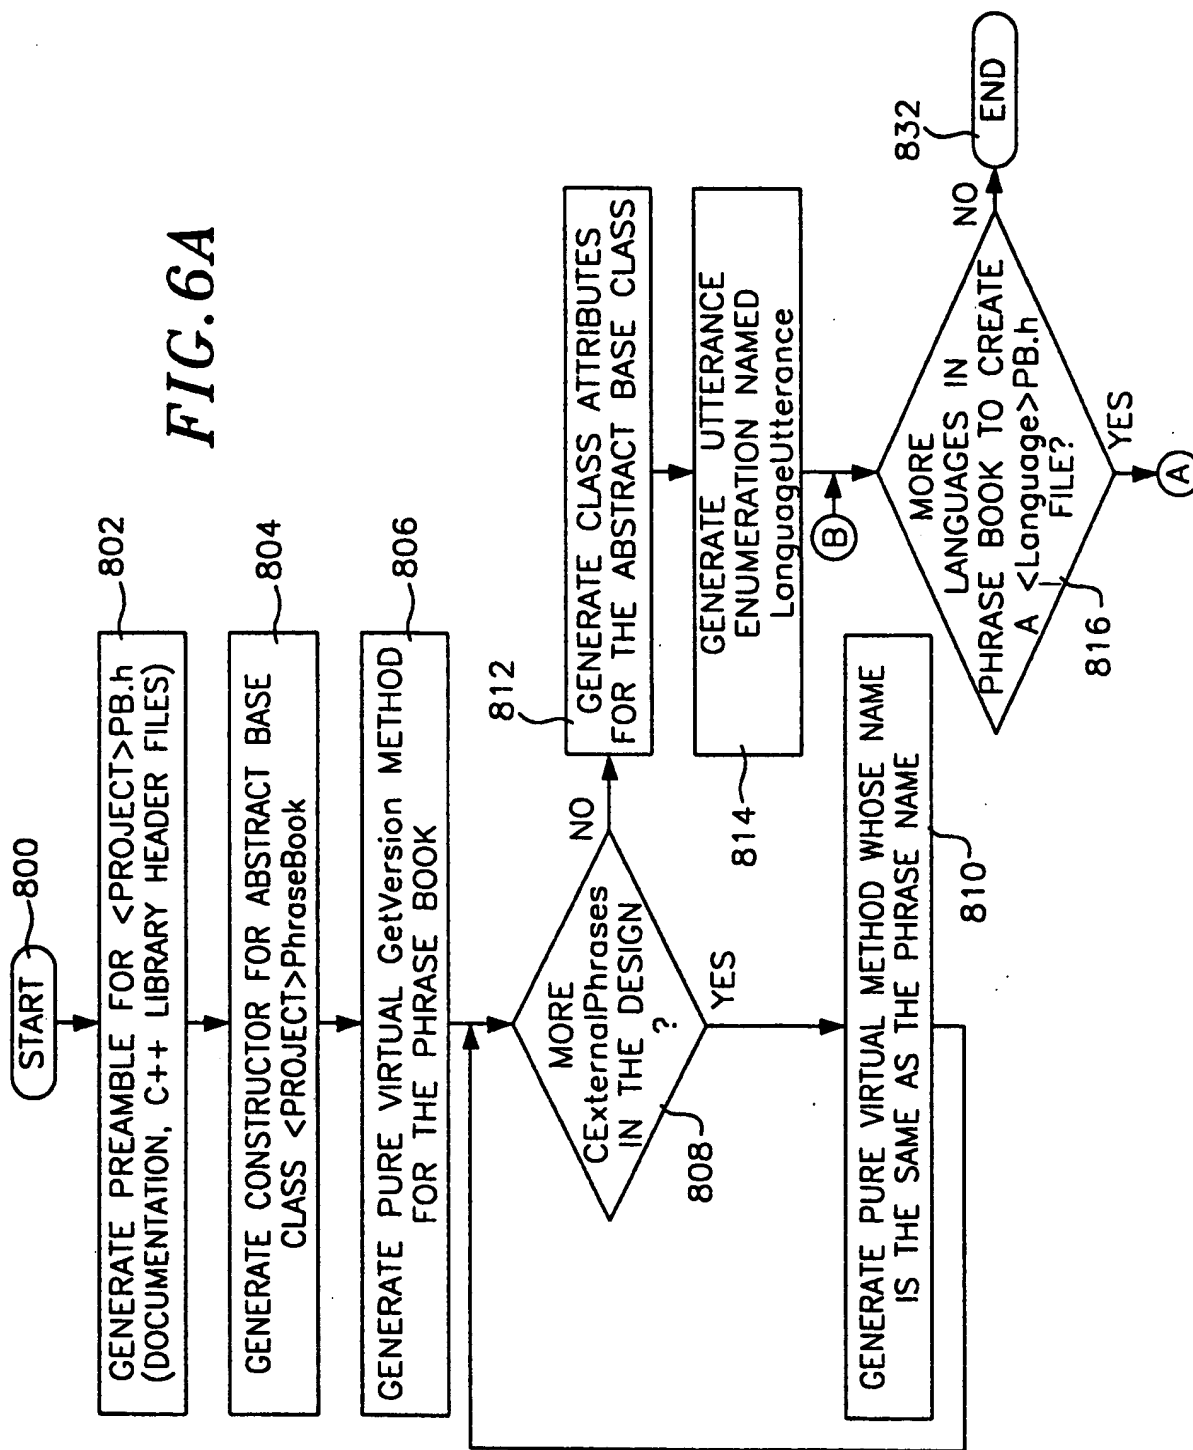 FIG. 6A
START
800
GENERATE PREAMBLE FOR <PROJECT>PB.h
(DOCUMENTATION, C++ LIBRARY HEADER FILES)
802
GENERATE CONSTRUCTOR FOR ABSTRACT BASE
CLASS <PROJECT>PhraseBook
804
GENERATE PURE VIRTUAL GetVersion METHOD
FOR THE PHRASE BOOK
806
MORE
CExternalPhrases
IN THE DESIGN
?
808
NO
YES
GENERATE PURE VIRTUAL METHOD WHOSE NAME
IS THE SAME AS THE PHRASE NAME
810
812
GENERATE CLASS ATTRIBUTES
FOR THE ABSTRACT BASE CLASS
GENERATE UTTERANCE
ENUMERATION NAMED
LanguageUtterance
814
B
MORE
LANGUAGES IN
PHRASE BOOK TO CREATE
A <Language>PB.h
FILE?
816
NO
YES
A
832
END